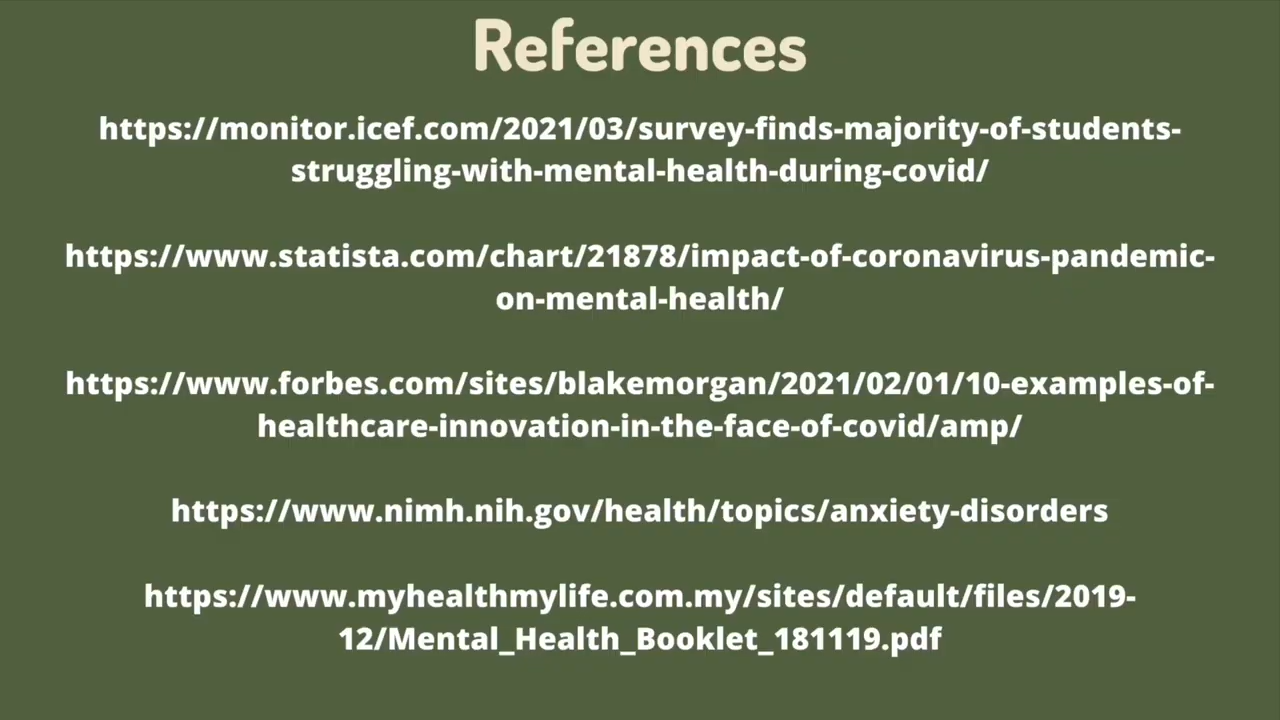 References
https://monitor.icef.com/2021/03/survey-finds-majority-of-students-
struggling-with-mental-health-during-covid/
https://www.statista.com/chart/21878/impact-of-coronavirus-pandemic-
on-mental-health/
https://www.forbes.com/sites/blakemorgan/2021/02/01/10-examples-of-
healthcare-innovation-in-the-face-of-covid/amp/
https://www.nimh.nih.gov/health/topics/anxiety-disorders
https://www.myhealthmylife.com.my/sites/default/files/2019-
12/Mental_Health_Booklet_181119.pdf